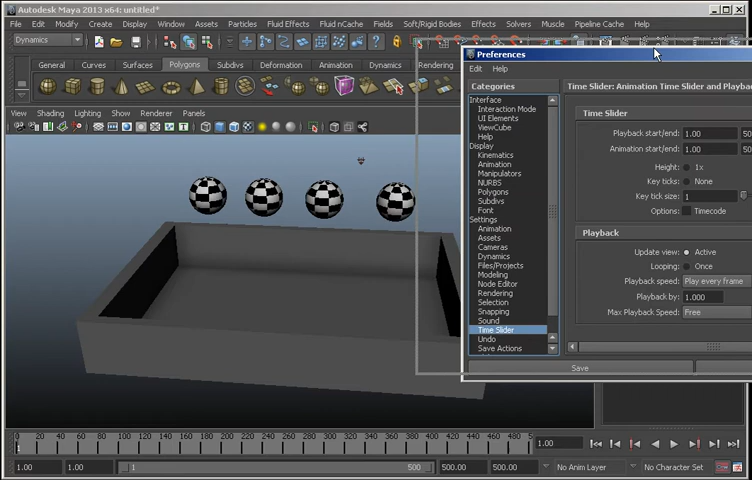 Autodesk Maya 2013 x64: untitled*
File Edit Modify Create Display Window Assets Particles Fluid Effects Fluid nCache Fields Soft/Rigid Bodies Effects Solvers Muscle Pipeline Cache Help
Dynamics
General Curves Surfaces Polygons Subdivs Deformation Animation Dynamics Rendering
View Shading Lighting Show Renderer Panels
Preferences
Edit Help
Categories
Interface
Interaction Mode
UI Elements
ViewCube
Help
Display
Kinematics
Animation
Manipulators
NURBS
Polygons
Subdivs
Font
Settings
Animation
Assets
Cameras
Dynamics
Files/Projects
Modeling
Node Editor
Rendering
Selection
Snapping
Sound
Time Slider
Undo
Save Actions
Time Slider: Animation Time Slider and Playba
Time Slider
Playback start/end: 1.00 50
Animation start/end: 1.00 50
Height: 1x
Key ticks: None
Key tick size: 1
Options: Timecode
Playback
Update view: Active
Looping: Once
Playback speed: Play every frame
Playback by: 1.000
Max Playback Speed: Free
Save
0 20 40 60 80 100 120 140 160 180 200 220 240 260 280 300 320 340 360 380 400 420 440 460 480 5
1
1.00
1.00 1.00 1 500 500.00 500.00 No Anim Layer No Character Set